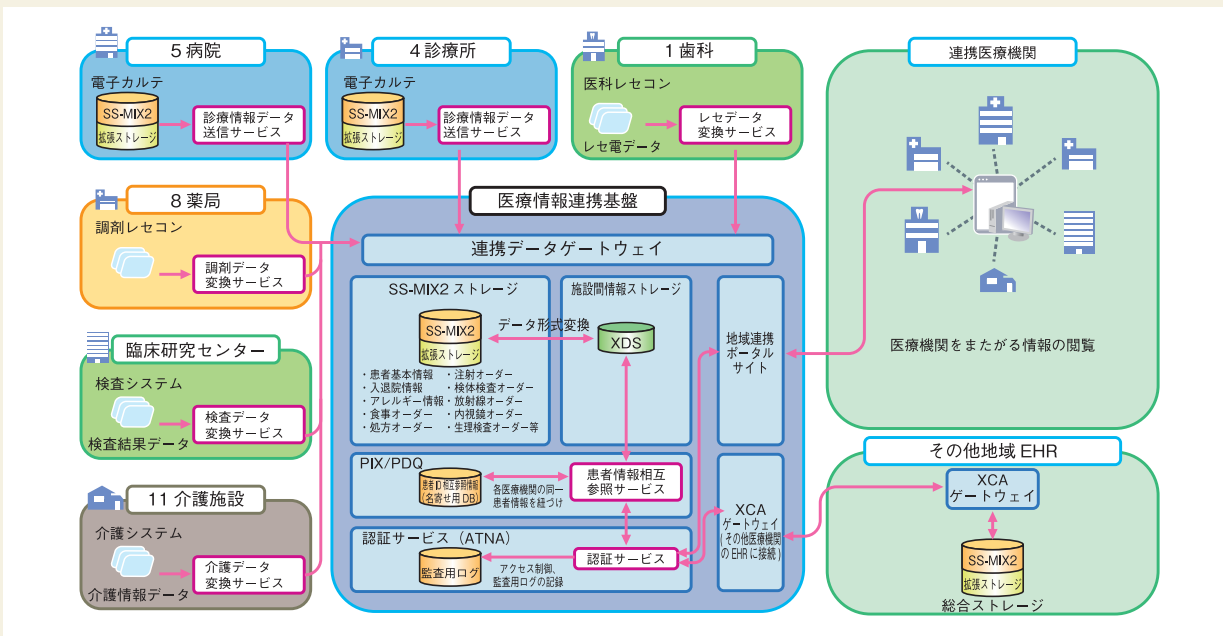 5病院
電子カルテ
SS-MIX2
拡張ストレージ
診療情報データ
送信サービス
4診療所
電子カルテ
SS-MIX2
拡張ストレージ
診療情報データ
送信サービス
1歯科
医科レセコン
レセ電データ
レセデータ
変換サービス
連携医療機関
医療機関をまたがる情報の閲覧
8薬局
調剤レセコン
調剤データ
変換サービス
臨床研究センター
検査システム
検査結果データ
検査データ
変換サービス
11介護施設
介護システム
介護情報データ
介護データ
変換サービス
医療情報連携基盤
連携データゲートウェイ
SS-MIX2ストレージ
SS-MIX2
拡張ストレージ
データ形式変換
・患者基本情報 ・注射オーダー
・入退院情報 ・検体検査オーダー
・アレルギー情報 ・放射線オーダー
・食事オーダー ・内視鏡オーダー
・処方オーダー ・生理検査オーダー等
施設間情報ストレージ
XDS
地域連携
ポータル
サイト
PIX/PDQ
患者ID相互参照情報
(名寄せ用DB)
各医療機関の同一
患者情報を紐づけ
患者情報相互
参照サービス
認証サービス(ATNA)
監査用ログ
アクセス制御、
監査用ログの記録
認証サービス
XCA
ゲートウェイ
(その他医療機関
のEHRに接続)
その他地域EHR
XCA
ゲートウェイ
SS-MIX2
拡張ストレージ
総合ストレージ